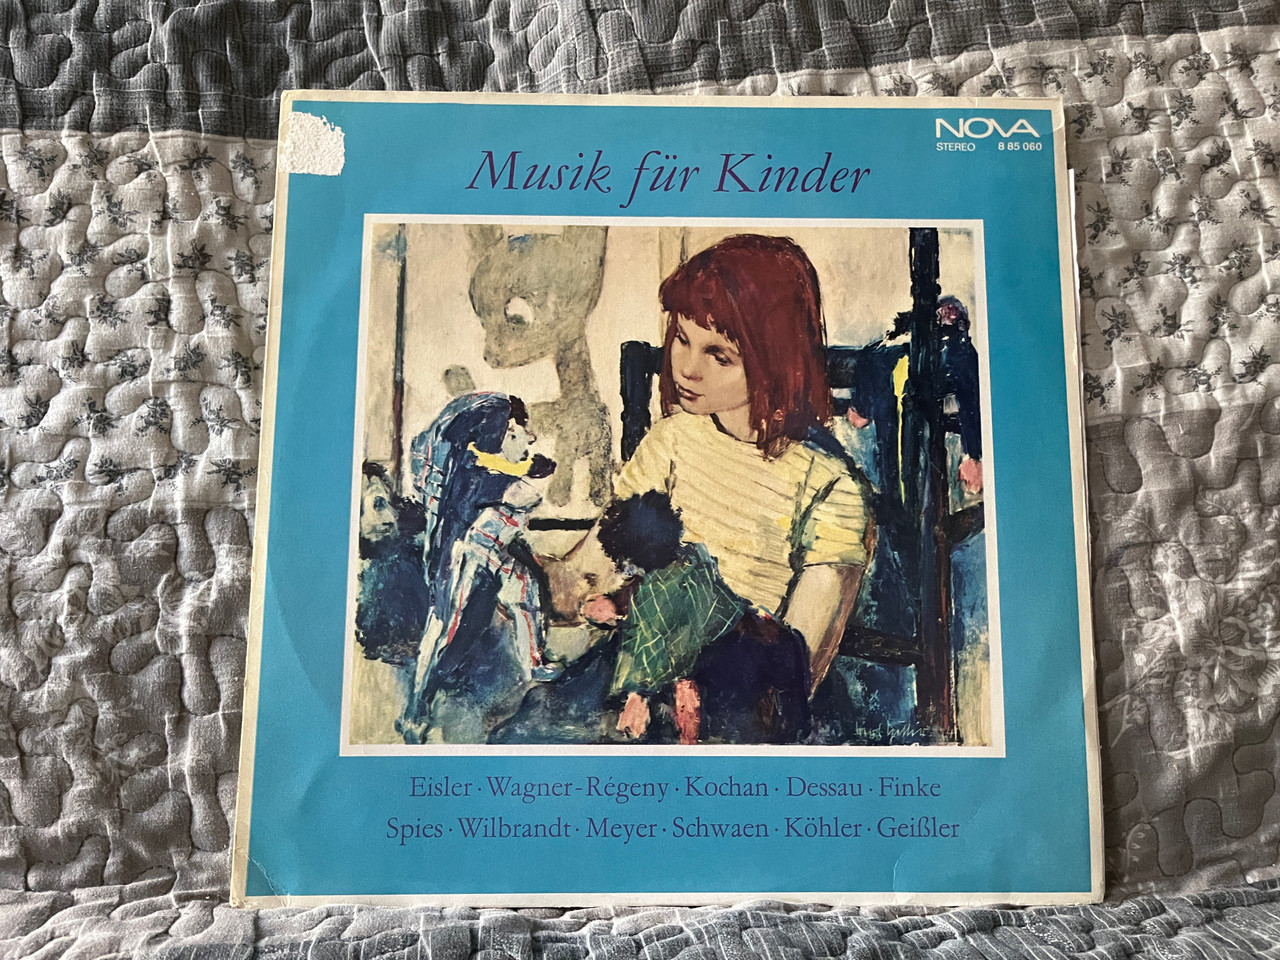 NOVA
STEREO 8 85 060
Musik für Kinder
Eisler · Wagner-Régeny · Kochan · Dessau · Finke
Spies · Wilbrandt · Meyer · Schwaen · Köhler · Geißler